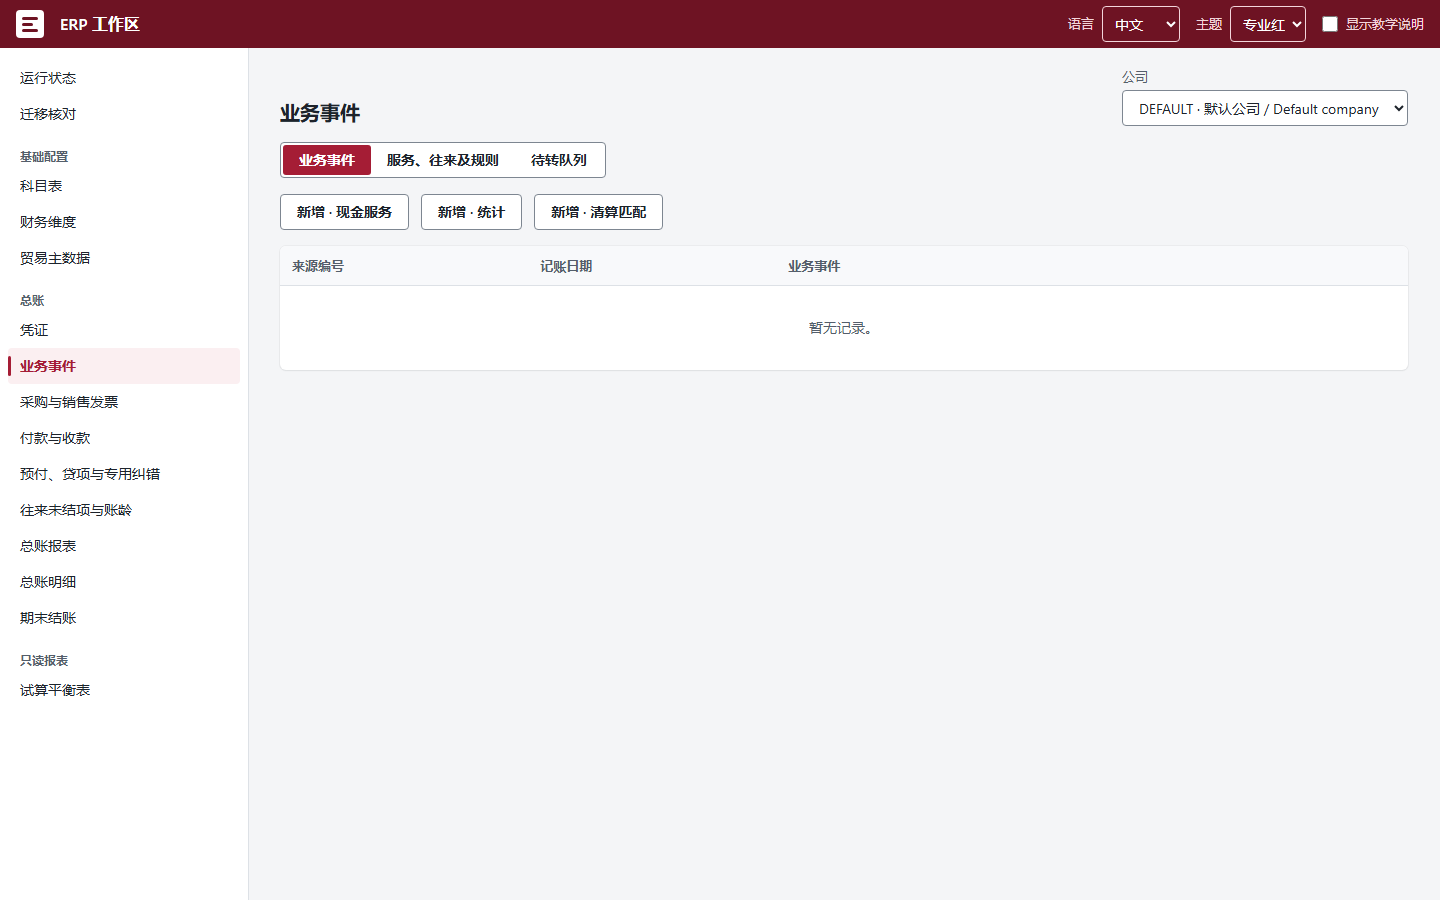 ERP 工作区
语言
中文
主题
专业红
显示教学说明
运行状态
迁移核对
基础配置
科目表
财务维度
贸易主数据
总账
凭证
业务事件
采购与销售发票
付款与收款
预付、贷项与专用纠错
往来未结项与账龄
总账报表
总账明细
期末结账
只读报表
试算平衡表
公司
DEFAULT · 默认公司 / Default company
业务事件
业务事件 服务、往来及规则 待转队列
新增 · 现金服务 新增 · 统计 新增 · 清算匹配
来源编号 记账日期 业务事件
暂无记录。